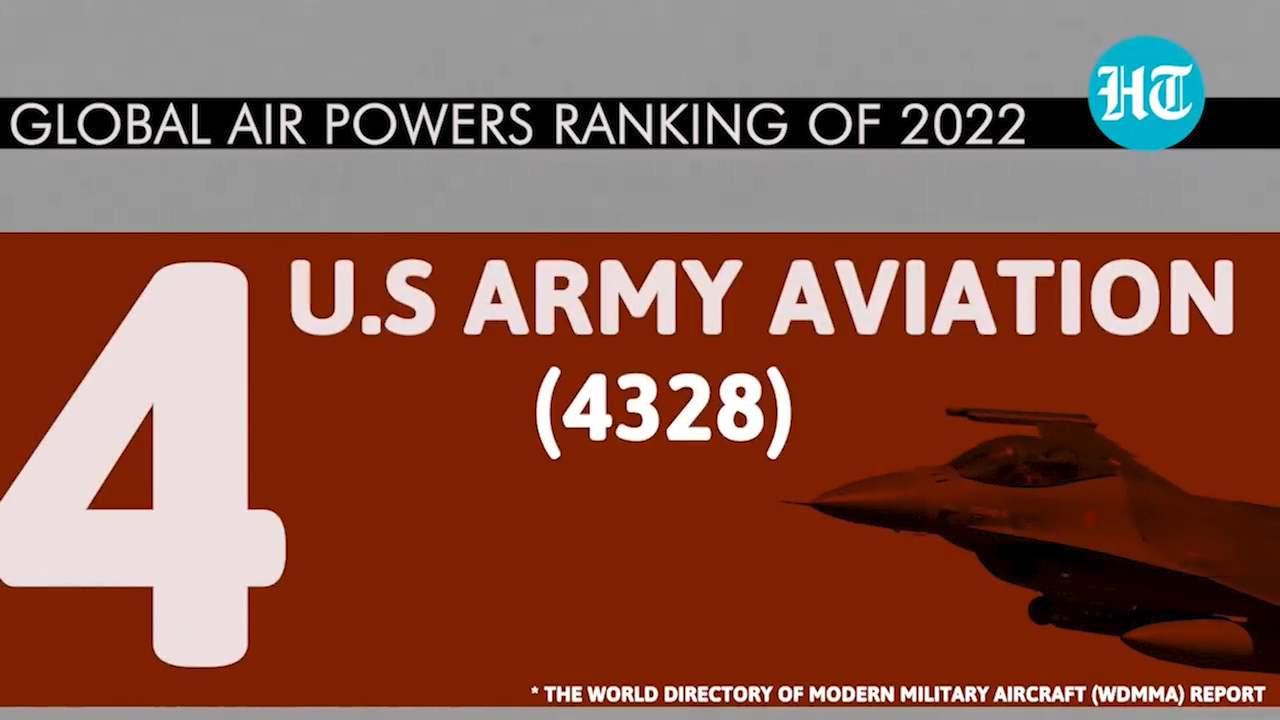 HT
GLOBAL AIR POWERS RANKING OF 2022
4
U.S ARMY AVIATION
(4328)
* THE WORLD DIRECTORY OF MODERN MILITARY AIRCRAFT (WDMMA) REPORT